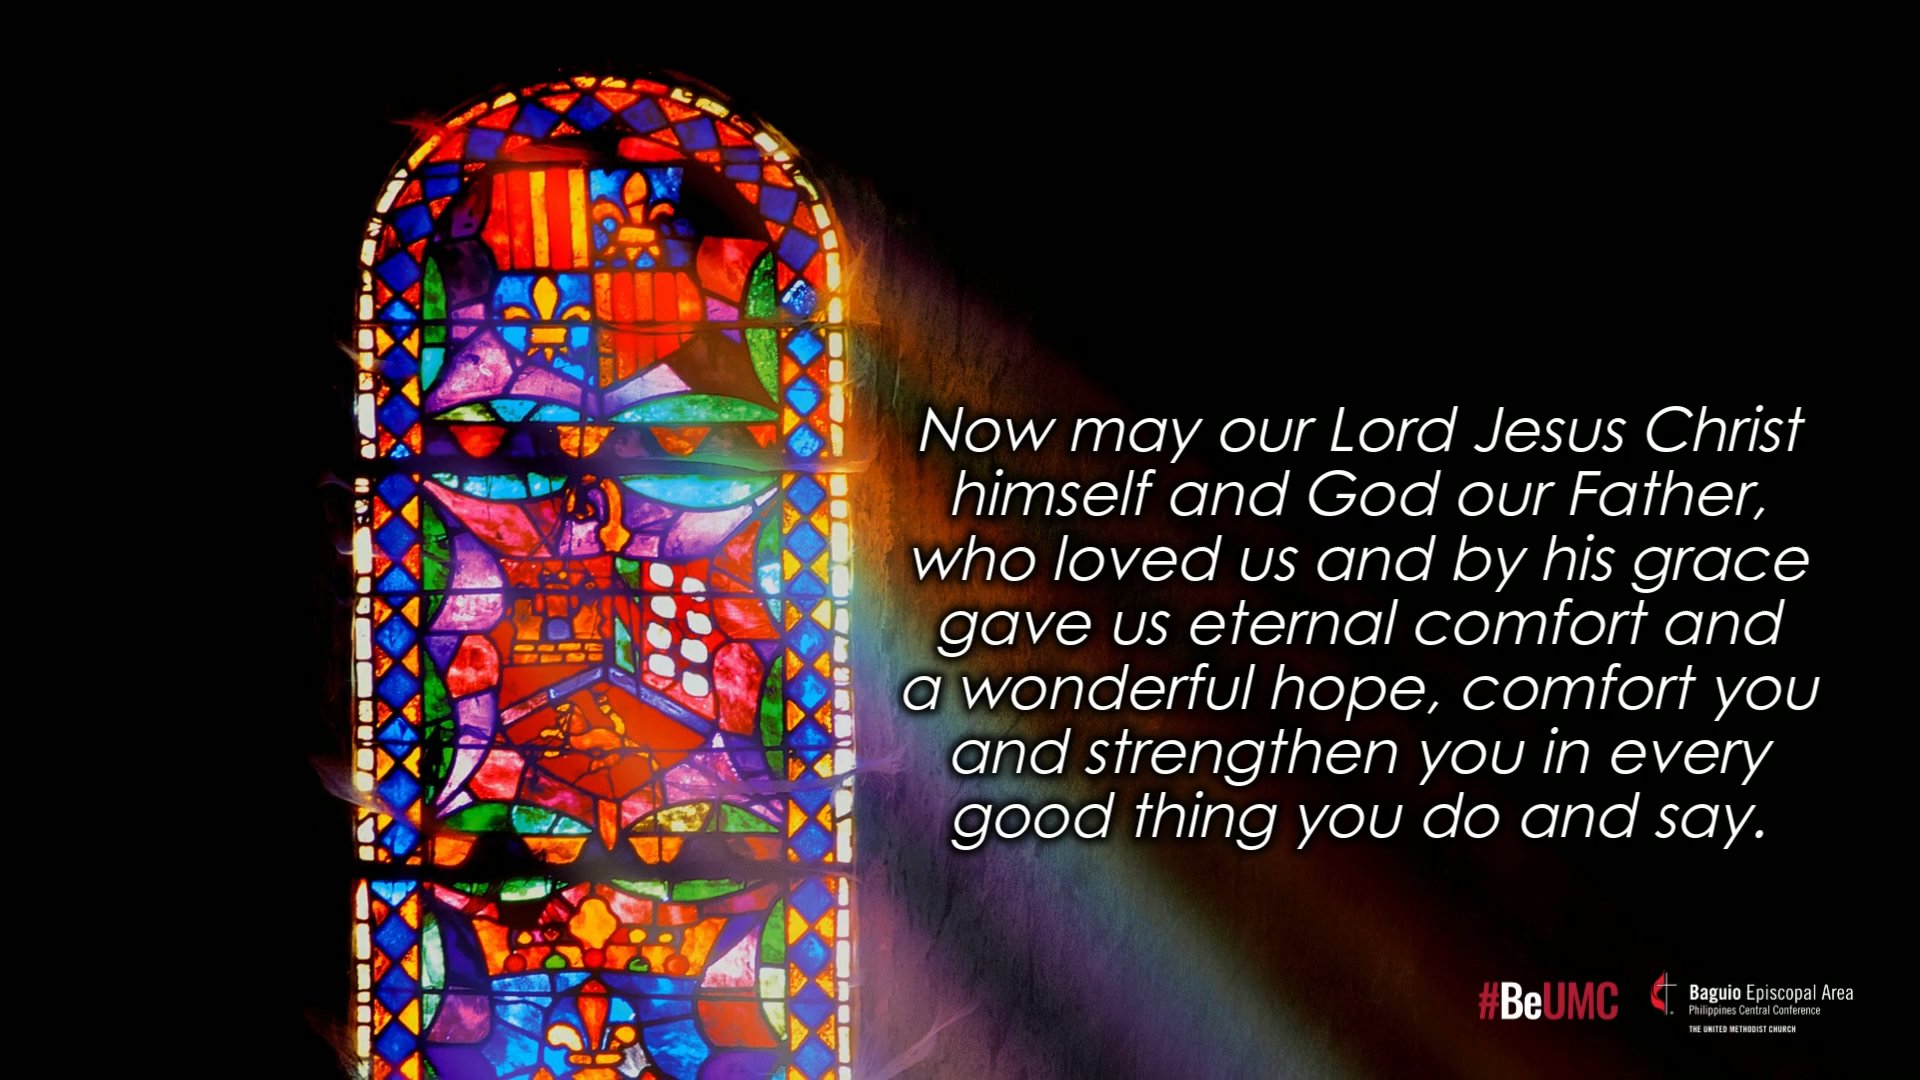 Now may our Lord Jesus Christ
himself and God our Father,
who loved us and by his grace
gave us eternal comfort and
a wonderful hope, comfort you
and strengthen you in every
good thing you do and say.
#BeUMC
Baguio Episcopal Area
Philippines Central Conference
THE UNITED METHODIST CHURCH